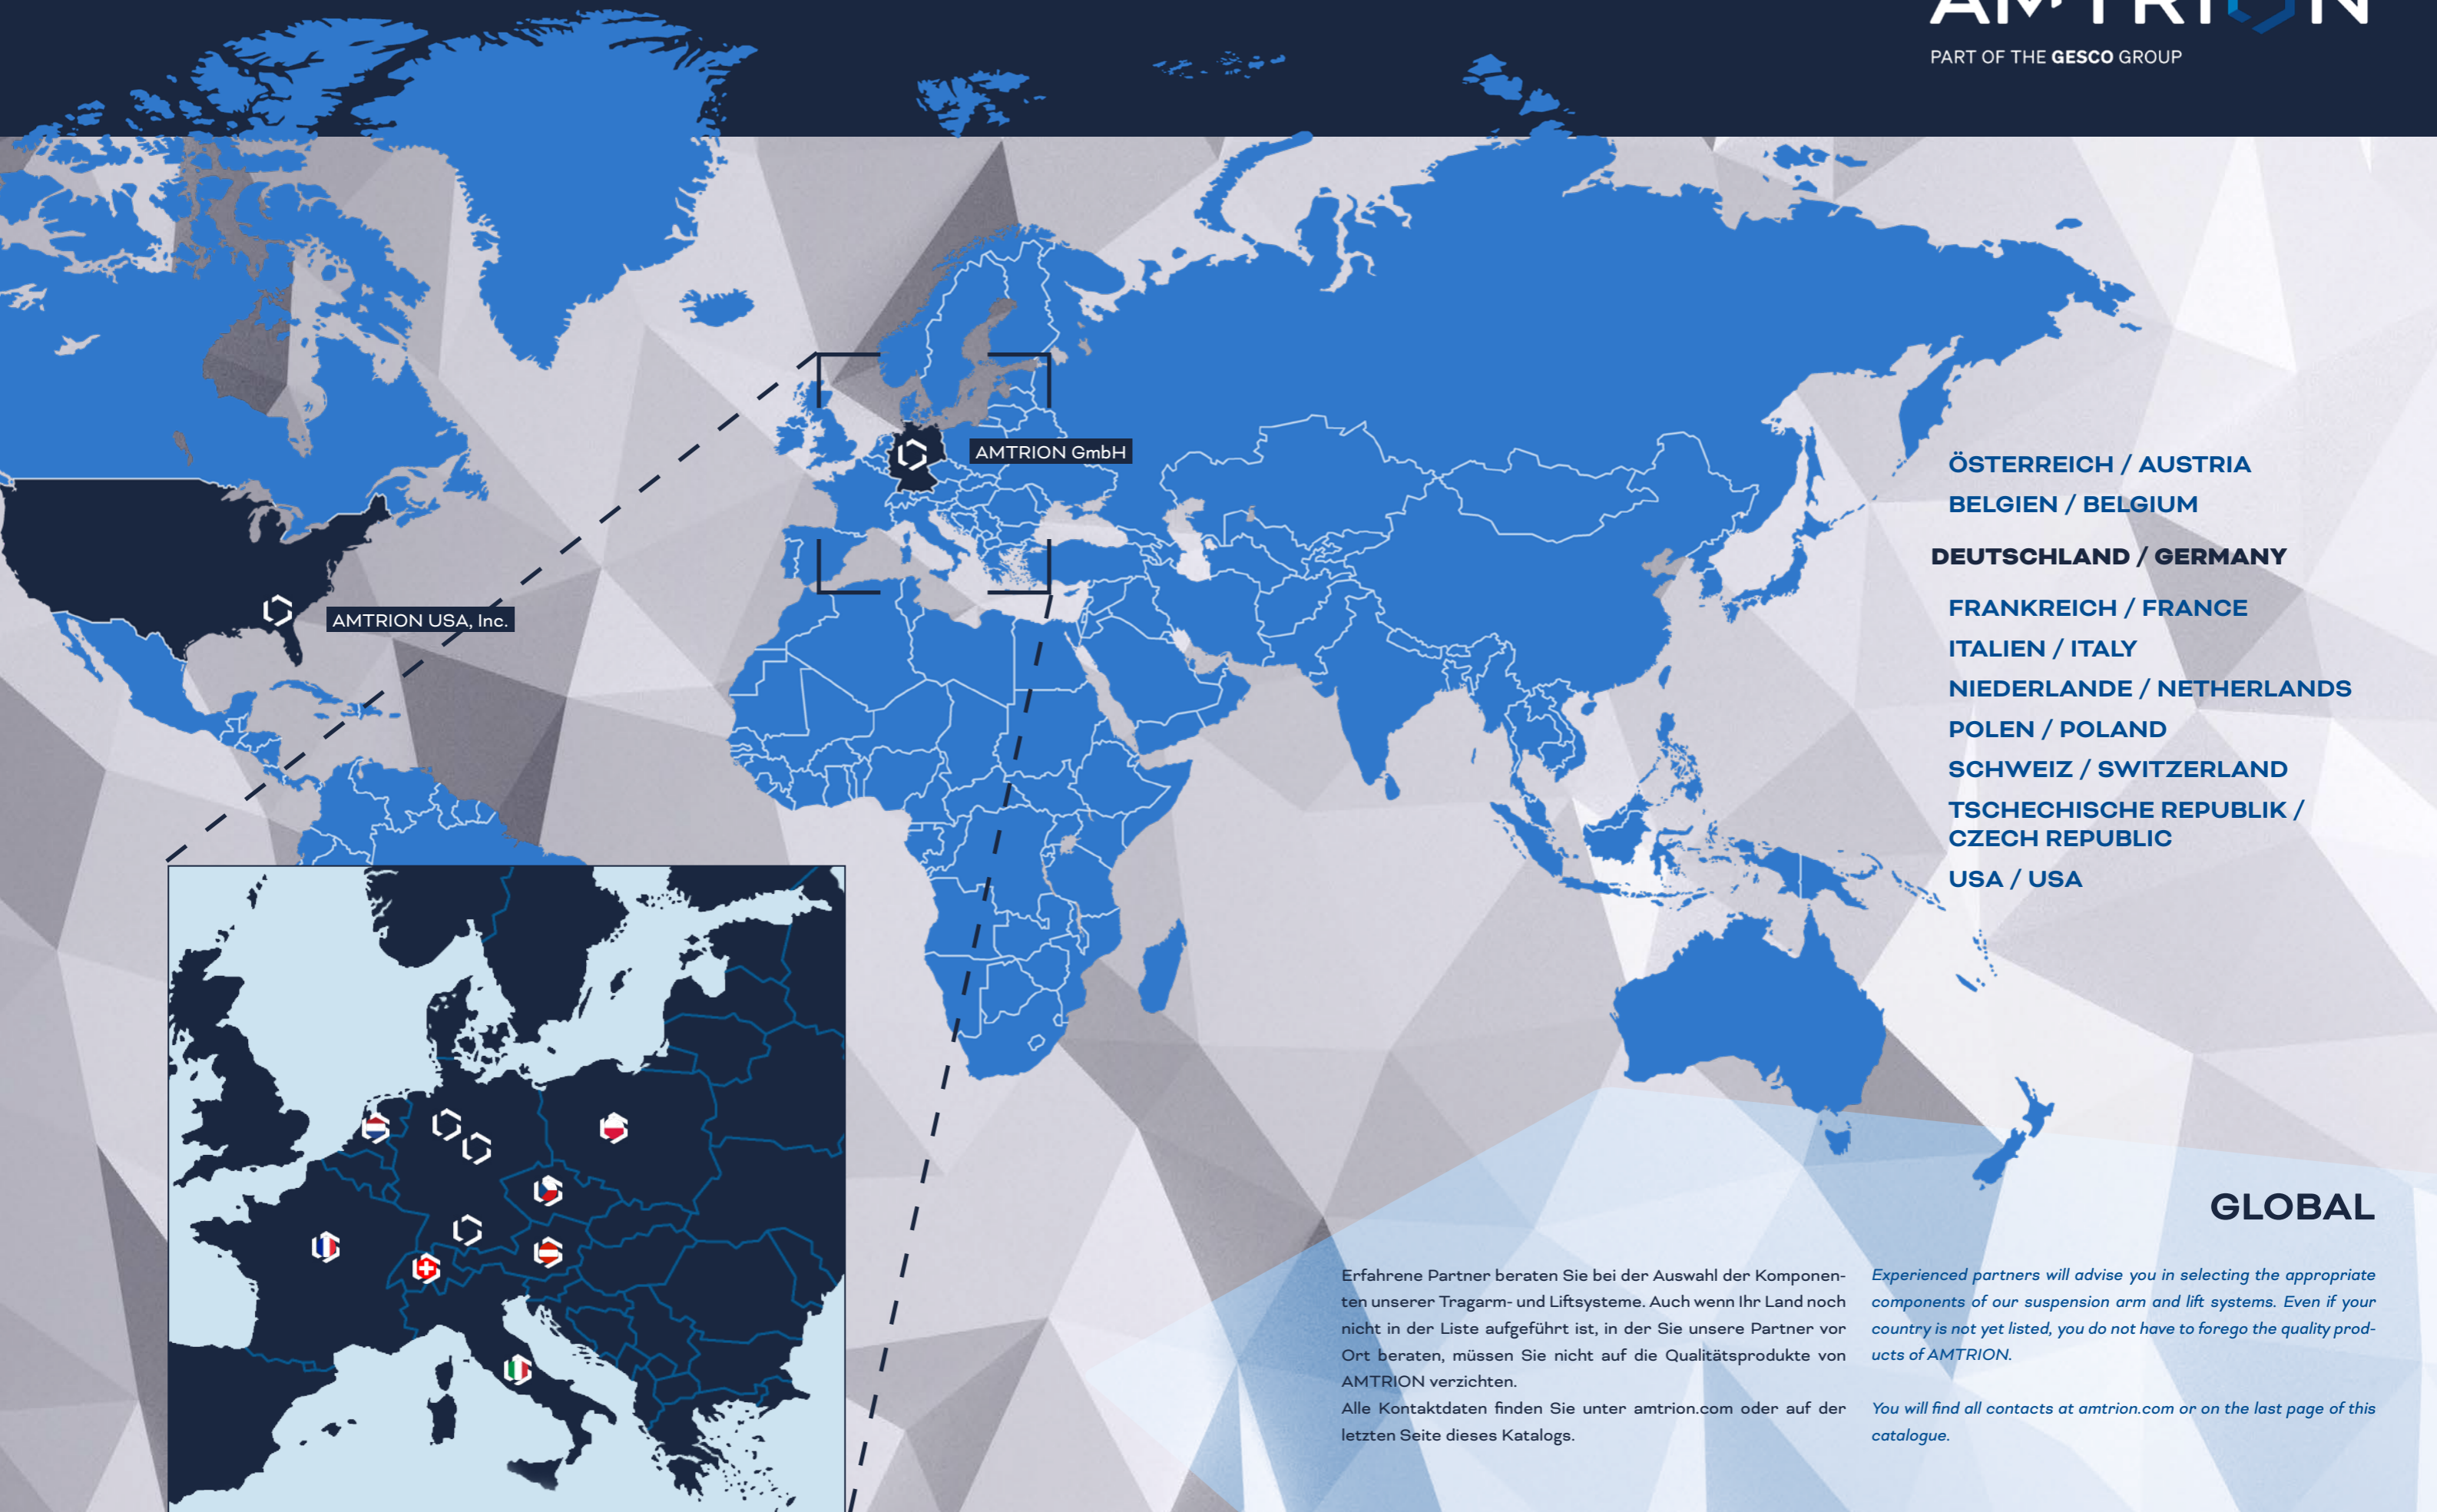 AMTRION
PART OF THE GESCO GROUP
AMTRION GmbH
AMTRION USA, Inc.
ÖSTERREICH / AUSTRIA
BELGIEN / BELGIUM
DEUTSCHLAND / GERMANY
FRANKREICH / FRANCE
ITALIEN / ITALY
NIEDERLANDE / NETHERLANDS
POLEN / POLAND
SCHWEIZ / SWITZERLAND
TSCHECHISCHE REPUBLIK /
CZECH REPUBLIC
USA / USA
GLOBAL
Erfahrene Partner beraten Sie bei der Auswahl der Komponen-
ten unserer Tragarm- und Liftsysteme. Auch wenn Ihr Land noch
nicht in der Liste aufgeführt ist, in der Sie unsere Partner vor
Ort beraten, müssen Sie nicht auf die Qualitätsprodukte von
AMTRION verzichten.
Alle Kontaktdaten finden Sie unter amtrion.com oder auf der
letzten Seite dieses Katalogs.
Experienced partners will advise you in selecting the appropriate
components of our suspension arm and lift systems. Even if your
country is not yet listed, you do not have to forego the quality prod-
ucts of AMTRION.
You will find all contacts at amtrion.com or on the last page of this
catalogue.